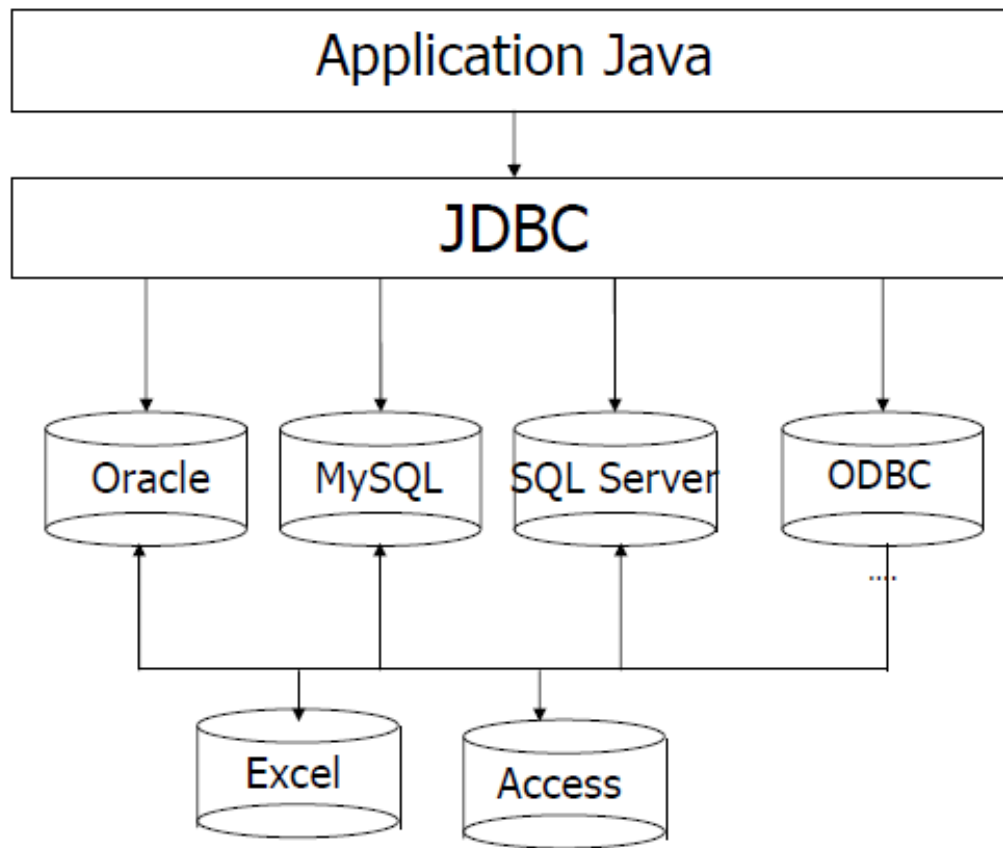 Application Java
JDBC
Oracle
MySQL
SQL Server
ODBC
....
Excel
Access